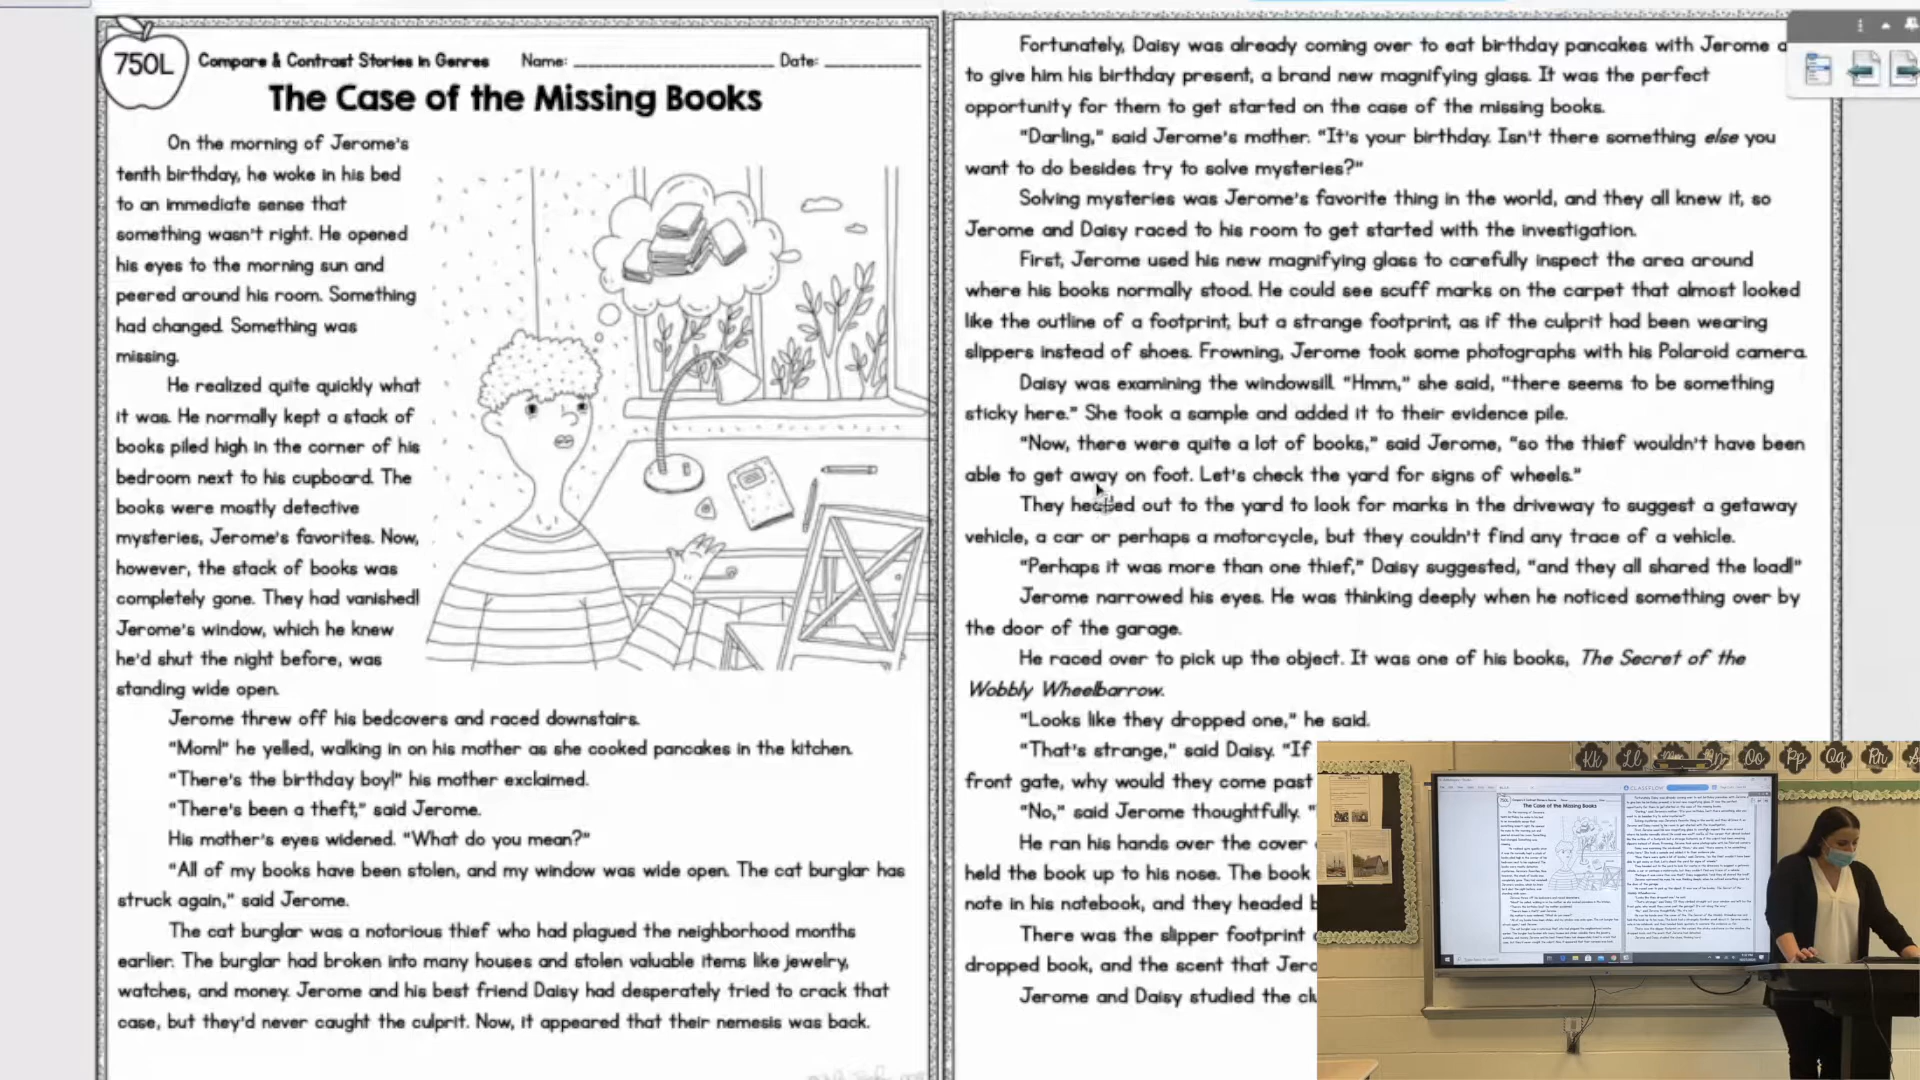 750L
Compare & Contrast Stories in Genres Name: Date:
The Case of the Missing Books
On the morning of Jerome's
tenth birthday, he woke in his bed
to an immediate sense that
something wasn't right. He opened
his eyes to the morning sun and
peered around his room. Something
had changed. Something was
missing.
He realized quite quickly what
it was. He normally kept a stack of
books piled high in the corner of his
bedroom next to his cupboard. The
books were mostly detective
mysteries, Jerome's favorites. Now,
however, the stack of books was
completely gone. They had vanished!
Jerome's window, which he knew
he'd shut the night before, was
standing wide open.
Jerome threw off his bedcovers and raced downstairs.
"Mom!" he yelled, walking in on his mother as she cooked pancakes in the kitchen.
"There's the birthday boy!" his mother exclaimed.
"There's been a theft," said Jerome.
His mother's eyes widened. "What do you mean?"
"All of my books have been stolen, and my window was wide open. The cat burglar has
struck again," said Jerome.
The cat burglar was a notorious thief who had plagued the neighborhood months
earlier. The burglar had broken into many houses and stolen valuable items like jewelry,
watches, and money. Jerome and his best friend Daisy had desperately tried to crack that
case, but they'd never caught the culprit. Now, it appeared that their nemesis was back.
Fortunately, Daisy was already coming over to eat birthday pancakes with Jerome a
to give him his birthday present, a brand new magnifying glass. It was the perfect
opportunity for them to get started on the case of the missing books.
"Darling," said Jerome's mother. "It's your birthday. Isn't there something else you
want to do besides try to solve mysteries?"
Solving mysteries was Jerome's favorite thing in the world, and they all knew it, so
Jerome and Daisy raced to his room to get started with the investigation.
First, Jerome used his new magnifying glass to carefully inspect the area around
where his books normally stood. He could see scuff marks on the carpet that almost looked
like the outline of a footprint, but a strange footprint, as if the culprit had been wearing
slippers instead of shoes. Frowning, Jerome took some photographs with his Polaroid camera.
Daisy was examining the windowsill. "Hmm," she said, "there seems to be something
sticky here." She took a sample and added it to their evidence pile.
"Now, there were quite a lot of books," said Jerome, "so the thief wouldn't have been
able to get away on foot. Let's check the yard for signs of wheels."
They headed out to the yard to look for marks in the driveway to suggest a getaway
vehicle, a car or perhaps a motorcycle, but they couldn't find any trace of a vehicle.
"Perhaps it was more than one thief," Daisy suggested, "and they all shared the load!"
Jerome narrowed his eyes. He was thinking deeply when he noticed something over by
the door of the garage.
He raced over to pick up the object. It was one of his books, The Secret of the
Wobbly Wheelbarrow.
"Looks like they dropped one," he said.
"That's strange," said Daisy. "If
front gate, why would they come past
"No," said Jerome thoughtfully. "
He ran his hands over the cover
held the book up to his nose. The book
note in his notebook, and they headed b
There was the slipper footprint
dropped book, and the scent that Jero
Jerome and Daisy studied the clu
Kk Ll Mm Nn Oo Pp Qq Rr
CLASSFLOW
The Case of the Missing Books